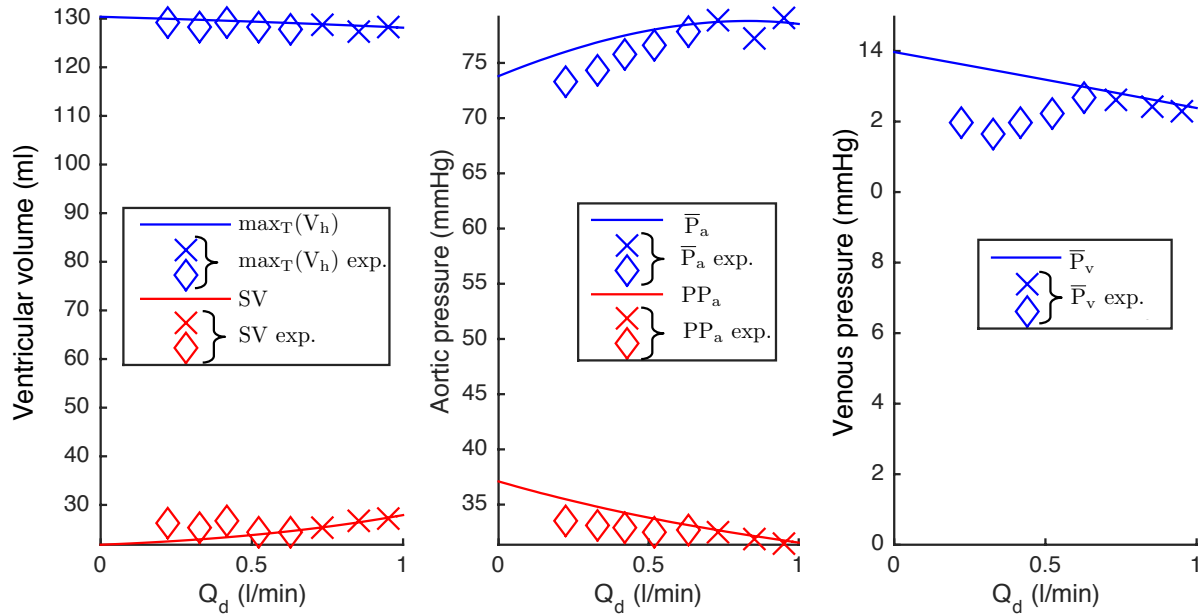 Ventricular volume (ml)
130
120
130
100
90
80
70
60
50
40
30
max_T(V_h)
max_T(V_h) exp.
SV
SV exp.
0
0.5
1
Q_d (l/min)
Aortic pressure (mmHg)
75
70
65
60
55
50
45
40
35
P̅_a
P̅_a exp.
PP_a
PP_a exp.
0
0.5
1
Q_d (l/min)
Venous pressure (mmHg)
14
2
0
8
6
4
2
0
P̅_v
P̅_v exp.
0
0.5
1
Q_d (l/min)